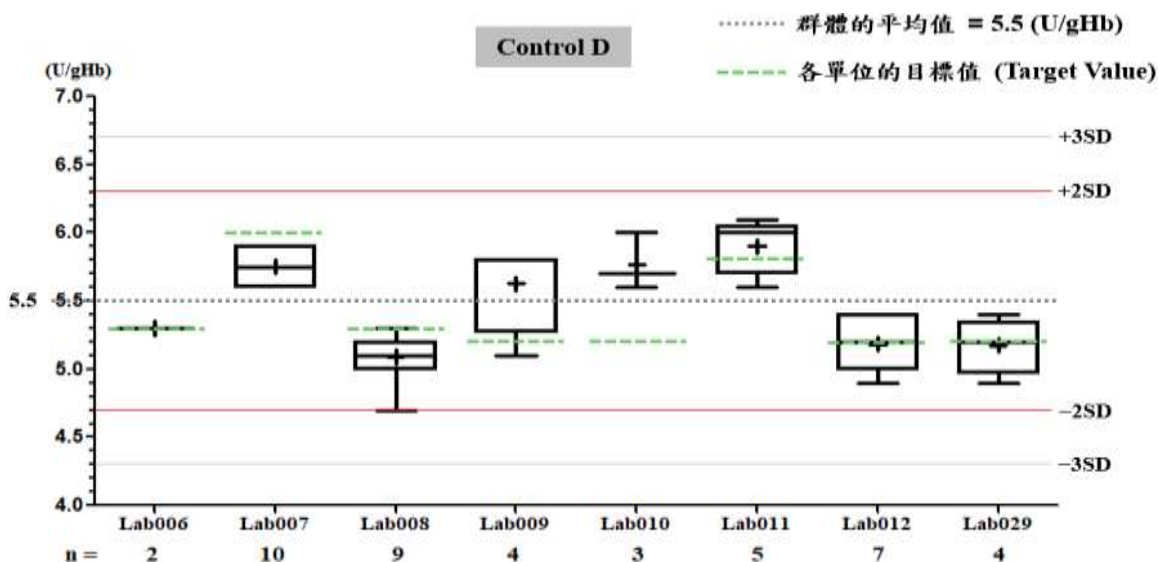 群體的平均值 = 5.5 (U/gHb)
Control D
各單位的目標值 (Target Value)
(U/gHb)
7.0
+3SD
6.5
+2SD
6.0
5.5 5.5
5.0
−2SD
4.5
−3SD
4.0
Lab006 Lab007 Lab008 Lab009 Lab010 Lab011 Lab012 Lab029
n = 2 10 9 4 3 5 7 4